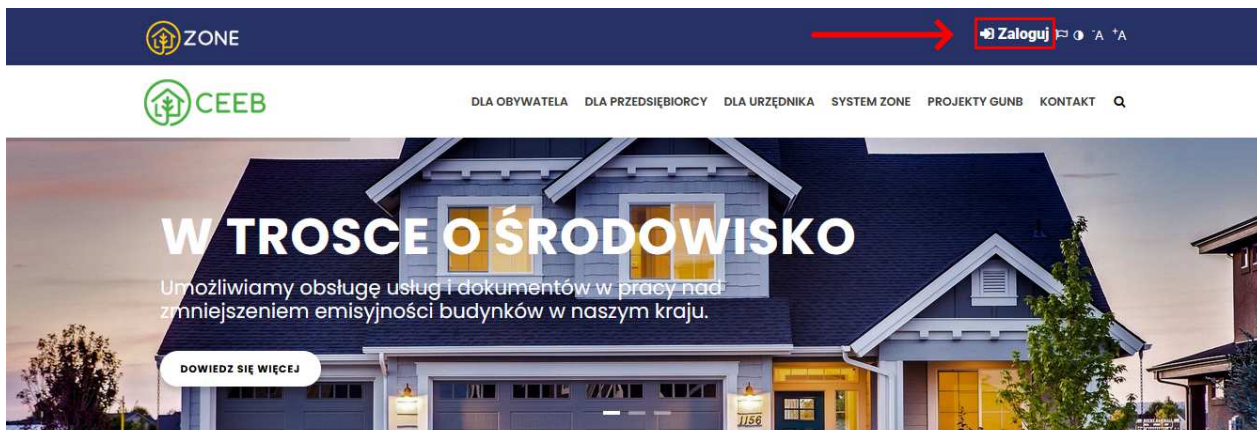 ZONE
Zaloguj
-A +A
CEEB
DLA OBYWATELA DLA PRZEDSIĘBIORCY DLA URZĘDNIKA SYSTEM ZONE PROJEKTY GUNB KONTAKT
W TROSCE O ŚRODOWISKO
Umożliwiamy obsługę usług i dokumentów w pracy nad
zmniejszeniem emisyjności budynków w naszym kraju.
DOWIEDZ SIĘ WIĘCEJ
1156